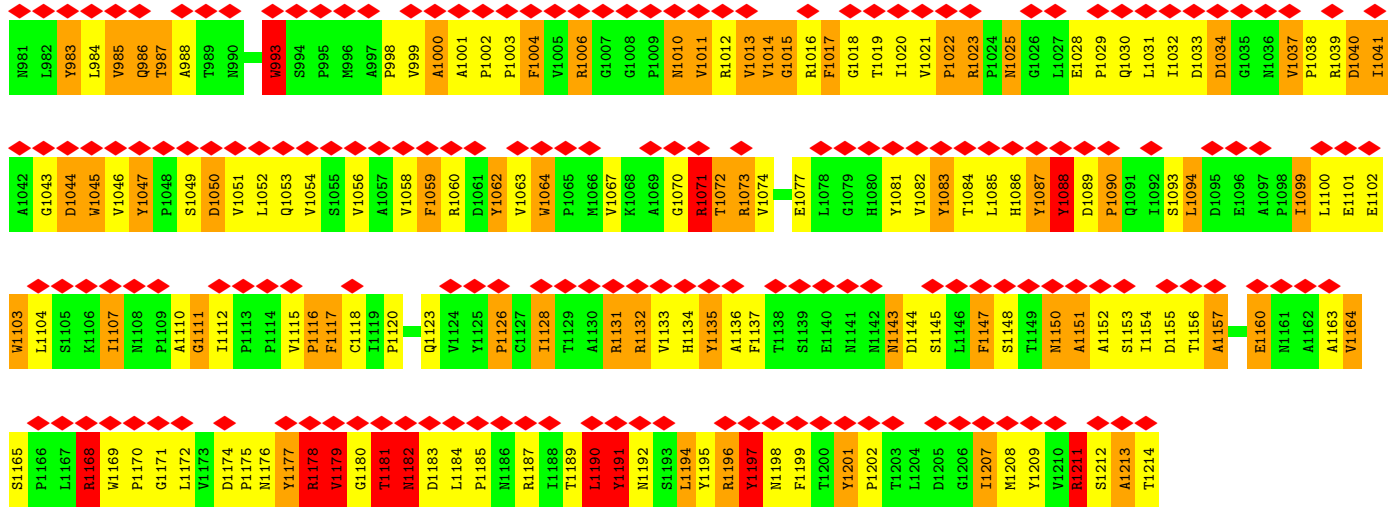 N981 L982 Y983 L984 V985 Q986 T987 A988 T989 N990 W993 S994 P995 M996 A997 P998 V999 A1000 A1001 P1002 P1003 F1004 V1005 R1006 G1007 G1008 P1009 N1010 V1011 R1012 V1013 V1014 G1015 R1016 F1017 G1018 T1019 I1020 V1021 P1022 R1023 P1024 N1025 G1026 L1027 E1028 P1029 Q1030 L1031 I1032 D1033 D1034 G1035 N1036 V1037 P1038 R1039 D1040 I1041
A1042 G1043 D1044 W1045 V1046 Y1047 P1048 S1049 D1050 V1051 L1052 Q1053 V1054 S1055 V1056 A1057 V1058 F1059 R1060 D1061 Y1062 V1063 W1064 P1065 M1066 V1067 K1068 A1069 G1070 R1071 T1072 R1073 V1074 E1077 L1078 G1079 H1080 Y1081 V1082 Y1083 T1084 L1085 H1086 Y1087 Y1088 D1089 P1090 Q1091 I1092 S1093 L1094 D1095 E1096 A1097 P1098 I1099 L1100 E1101 E1102
W1103 L1104 S1105 K1106 I1107 N1108 P1109 A1110 G1111 I1112 P1113 P1114 V1115 P1116 F1117 C1118 I1119 P1120 Q1123 V1124 Y1125 P1126 C1127 I1128 T1129 A1130 R1131 R1132 V1133 H1134 Y1135 A1136 F1137 T1138 S1139 E1140 N1141 N1142 N1143 D1144 S1145 L1146 F1147 S1148 T1149 N1150 A1151 A1152 S1153 I1154 D1155 T1156 A1157 E1160 N1161 A1162 A1163 V1164
S1165 P1166 L1167 R1168 W1169 P1170 G1171 L1172 V1173 D1174 P1175 N1176 Y1177 R1178 V1179 G1180 T1181 N1182 D1183 L1184 P1185 N1186 R1187 I1188 T1189 L1190 Y1191 N1192 S1193 L1194 Y1195 R1196 Y1197 N1198 F1199 T1200 Y1201 P1202 T1203 L1204 D1205 G1206 I1207 M1208 Y1209 V1210 R1211 S1212 A1213 T1214